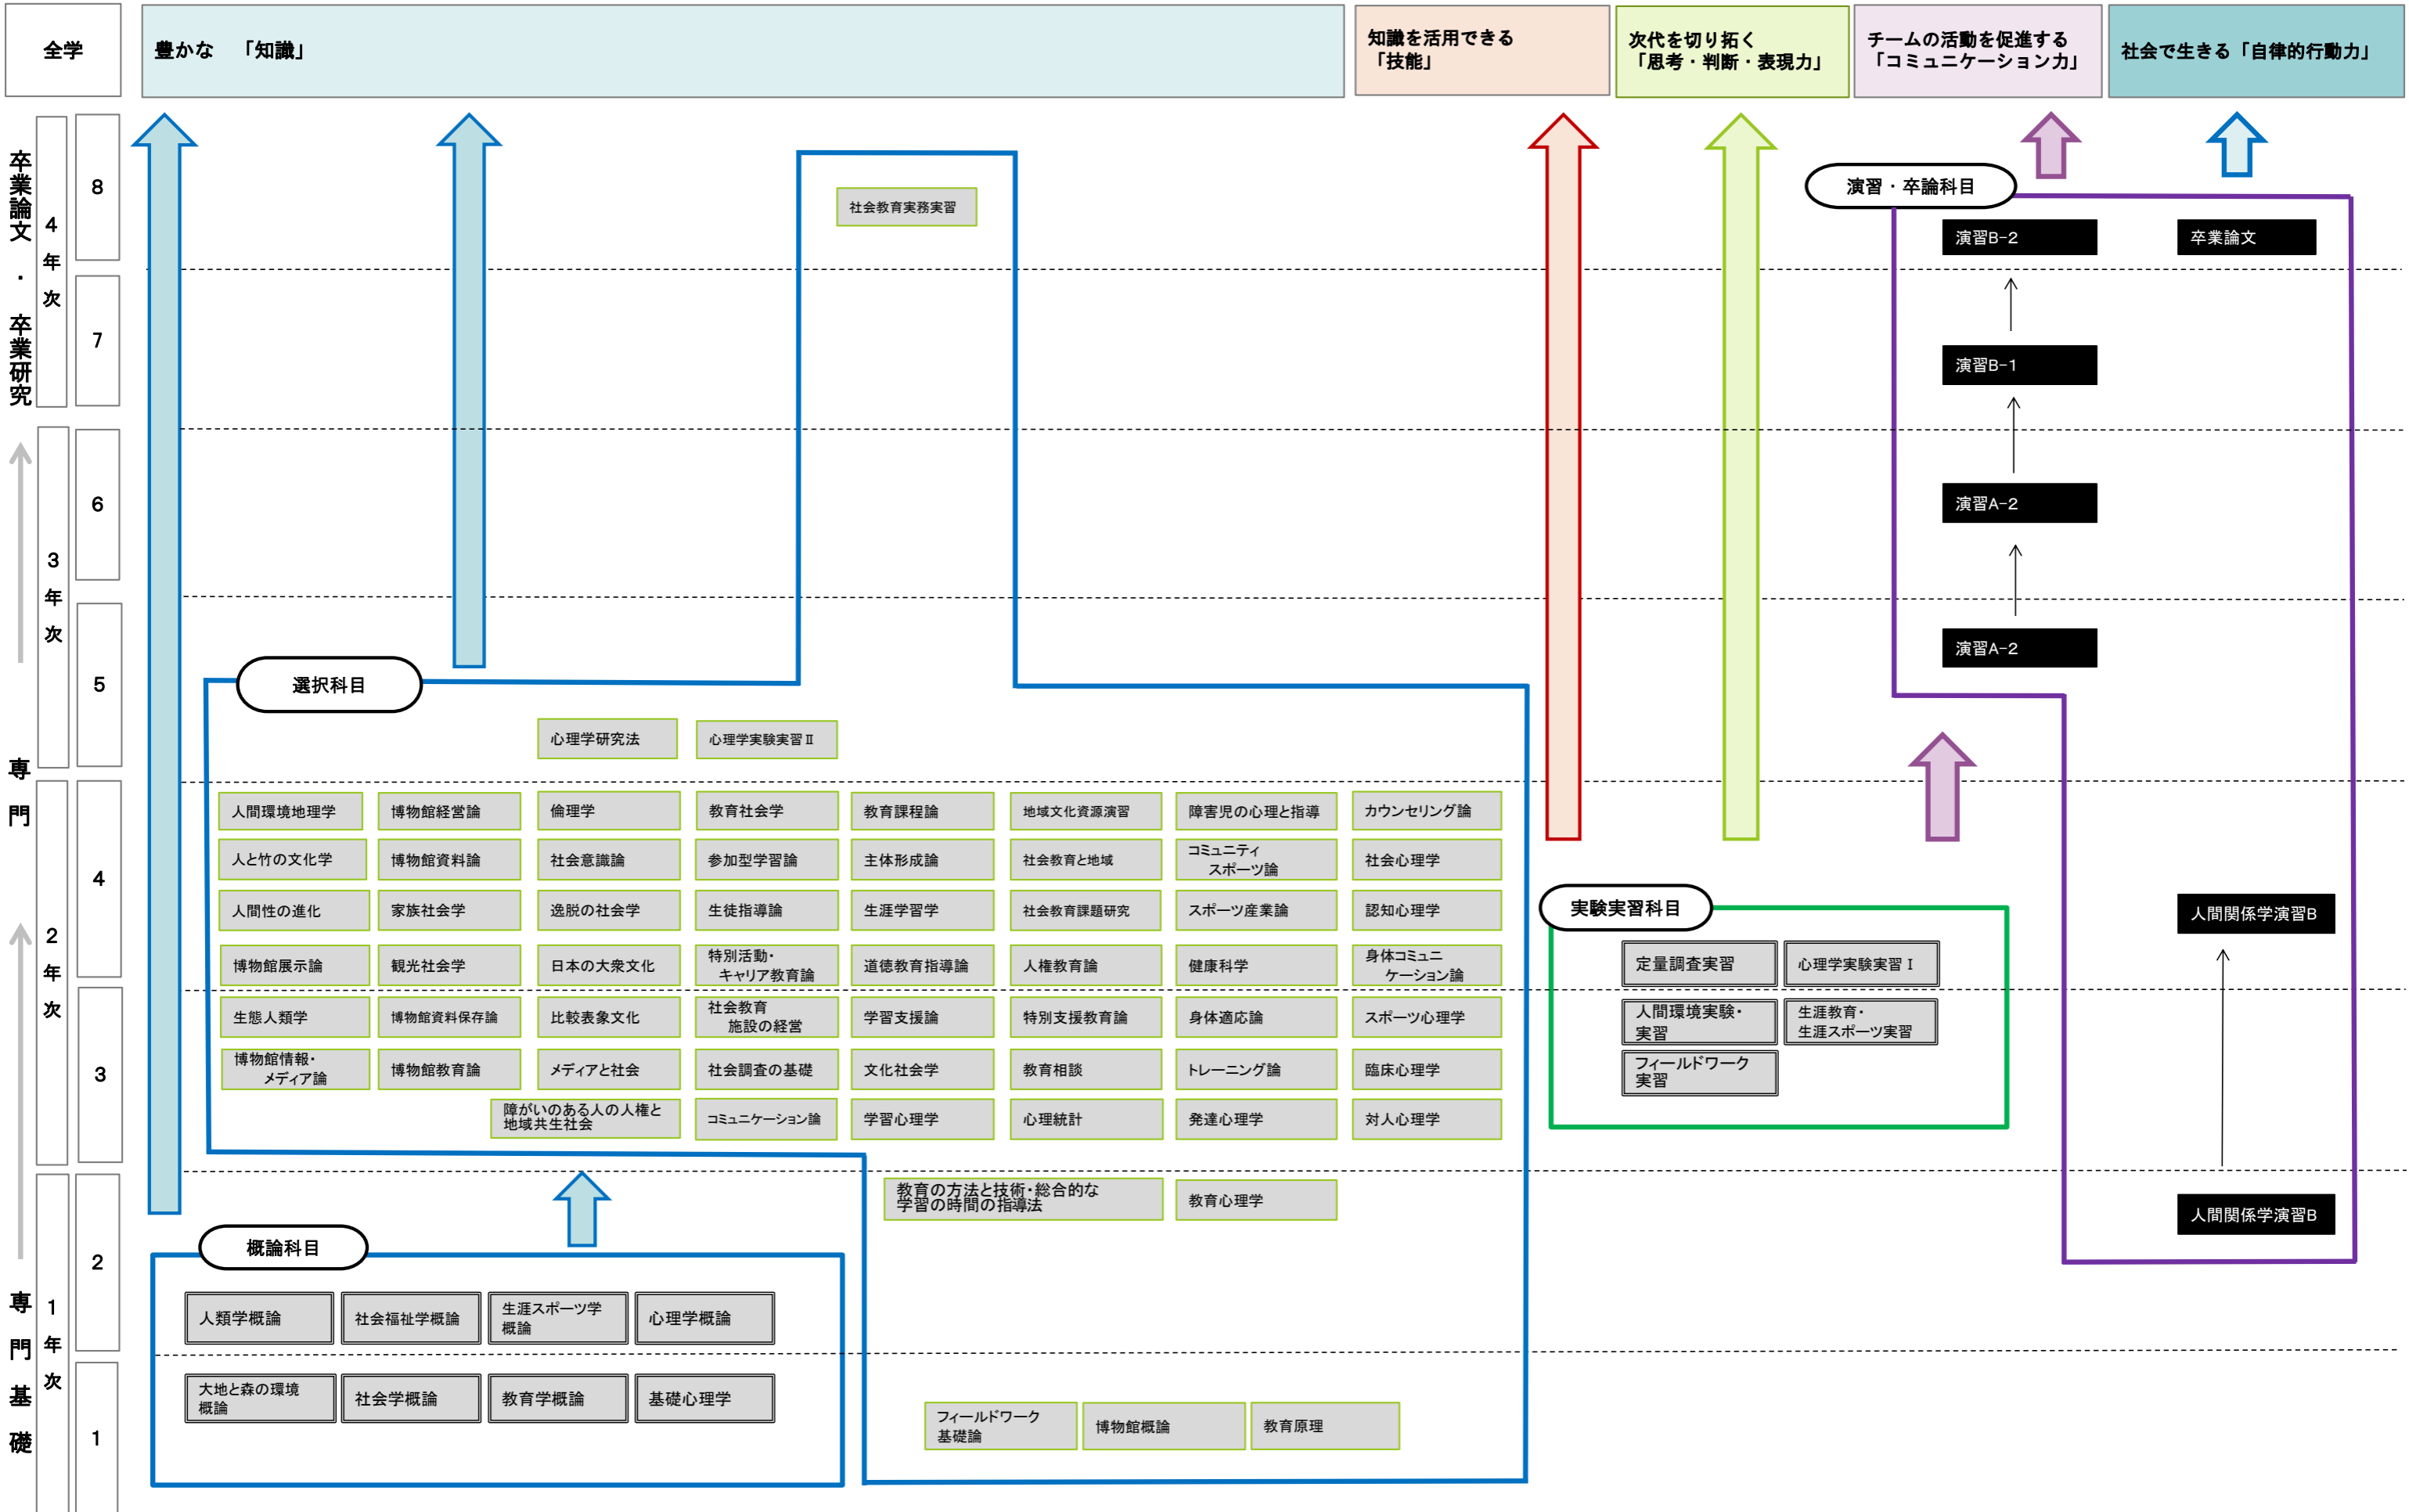 全学
豊かな　「知識」
知識を活用できる
「技能」
次代を切り拓く
「思考・判断・表現力」
チームの活動を促進する
「コミュニケーション力」
社会で生きる「自律的行動力」
卒業論文・卒業研究
専門
専門基礎
4年次
3年次
2年次
1年次
8
7
6
5
4
3
2
1
社会教育実務実習
演習・卒論科目
演習B-2
卒業論文
演習B-1
演習A-2
演習A-2
選択科目
心理学研究法
心理学実験実習Ⅱ
人間環境地理学
博物館経営論
倫理学
教育社会学
教育課程論
地域文化資源演習
障害児の心理と指導
カウンセリング論
人と竹の文化学
博物館資料論
社会意識論
参加型学習論
主体形成論
社会教育と地域
コミュニティ
スポーツ論
社会心理学
人間性の進化
家族社会学
逸脱の社会学
生徒指導論
生涯学習学
社会教育課題研究
スポーツ産業論
認知心理学
博物館展示論
観光社会学
日本の大衆文化
特別活動・
キャリア教育論
道徳教育指導論
人権教育論
健康科学
身体コミュニ
ケーション論
生態人類学
博物館資料保存論
比較表象文化
社会教育
施設の経営
学習支援論
特別支援教育論
身体適応論
スポーツ心理学
博物館情報・
メディア論
博物館教育論
メディアと社会
社会調査の基礎
文化社会学
教育相談
トレーニング論
臨床心理学
障がいのある人の人権と
地域共生社会
コミュニケーション論
学習心理学
心理統計
発達心理学
対人心理学
実験実習科目
定量調査実習
心理学実験実習Ⅰ
人間環境実験・
実習
生涯教育・
生涯スポーツ実習
フィールドワーク
実習
人間関係学演習B
人間関係学演習B
教育の方法と技術・総合的な
学習の時間の指導法
教育心理学
概論科目
人類学概論
社会福祉学概論
生涯スポーツ学
概論
心理学概論
大地と森の環境
概論
社会学概論
教育学概論
基礎心理学
フィールドワーク
基礎論
博物館概論
教育原理